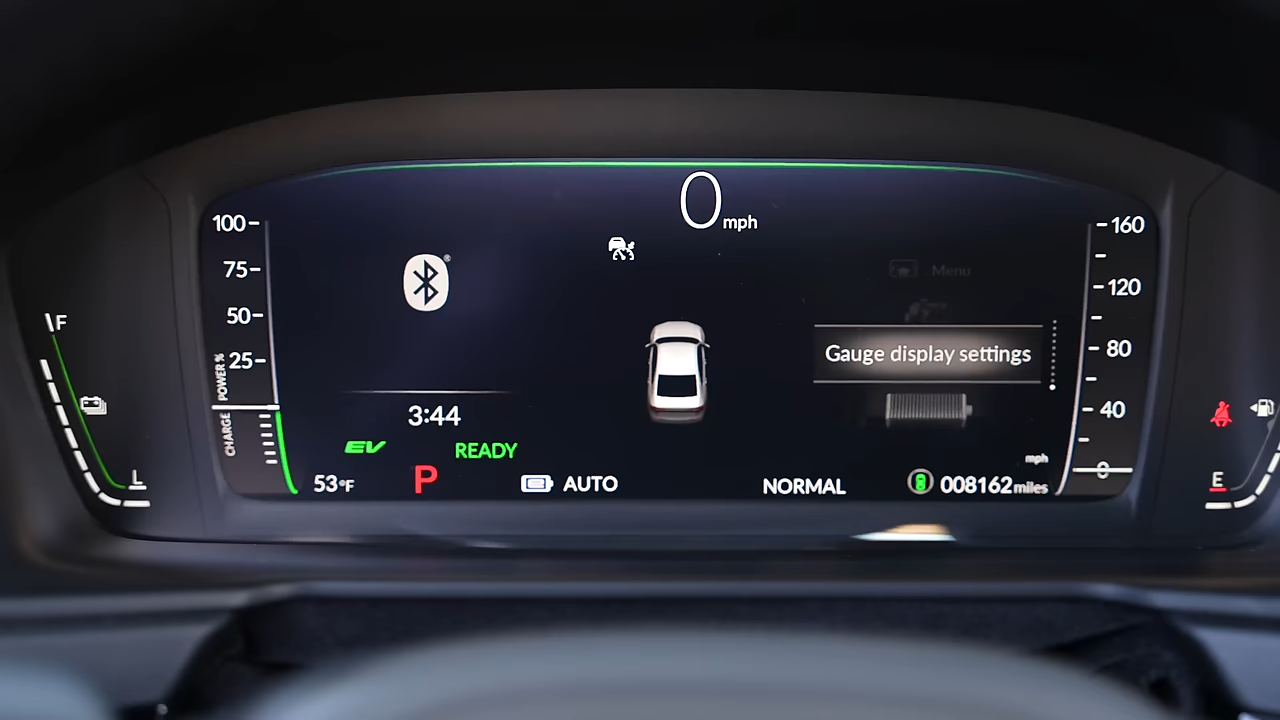 0 mph
100
160
75
Menu
120
50
F
25
Gauge display settings
80
POWER %
CHARGE
3:44
40
EV
READY
mph
L
53°F
P
AUTO
NORMAL
008162 miles
0
E